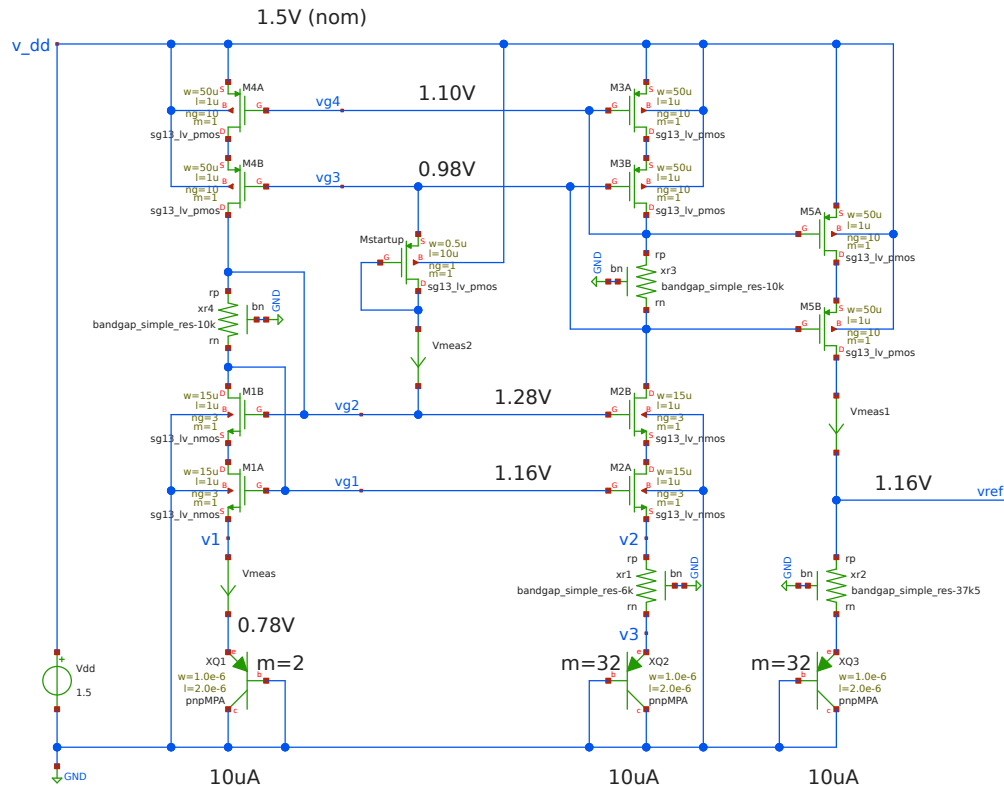 1.5V (nom)
v_dd
w=50u
l=1u
ng=10
m=1
S
B
D
G
M4A
sg13_lv_pmos
vg4
1.10V
w=50u
l=1u
ng=10
m=1
S
B
D
G
M3A
sg13_lv_pmos
w=50u
l=1u
ng=10
m=1
S
B
D
G
M4B
sg13_lv_pmos
vg3
0.98V
w=50u
l=1u
ng=10
m=1
S
B
D
G
M3B
sg13_lv_pmos
Mstartup
w=0.5u
l=10u
ng=1
m=1
S
B
D
G
sg13_lv_pmos
M5A
w=50u
l=1u
ng=10
m=1
S
B
D
G
sg13_lv_pmos
rp
xr4
bn
GND
bandgap_simple_res-10k
rn
GND
bn
rp
xr3
bandgap_simple_res-10k
rn
M5B
w=50u
l=1u
ng=10
m=1
S
B
D
G
sg13_lv_pmos
Vmeas2
w=15u
l=1u
ng=3
m=1
D
B
S
G
M1B
sg13_lv_nmos
vg2
1.28V
w=15u
l=1u
ng=3
m=1
D
B
S
G
M2B
sg13_lv_nmos
Vmeas1
w=15u
l=1u
ng=3
m=1
D
B
S
G
M1A
sg13_lv_nmos
vg1
1.16V
w=15u
l=1u
ng=3
m=1
D
B
S
G
M2A
sg13_lv_nmos
1.16V
vref
v1
v2
Vmeas
rp
xr1
bn
GND
bandgap_simple_res-6k
rn
GND
bn
rp
xr2
bandgap_simple_res-37k5
rn
0.78V
v3
+
Vdd
1.5
e
b
c
XQ1
m=2
w=1.0e-6
l=2.0e-6
pnpMPA
m=32
e
b
c
XQ2
w=1.0e-6
l=2.0e-6
pnpMPA
m=32
e
b
c
XQ3
w=1.0e-6
l=2.0e-6
pnpMPA
GND
10uA
10uA
10uA